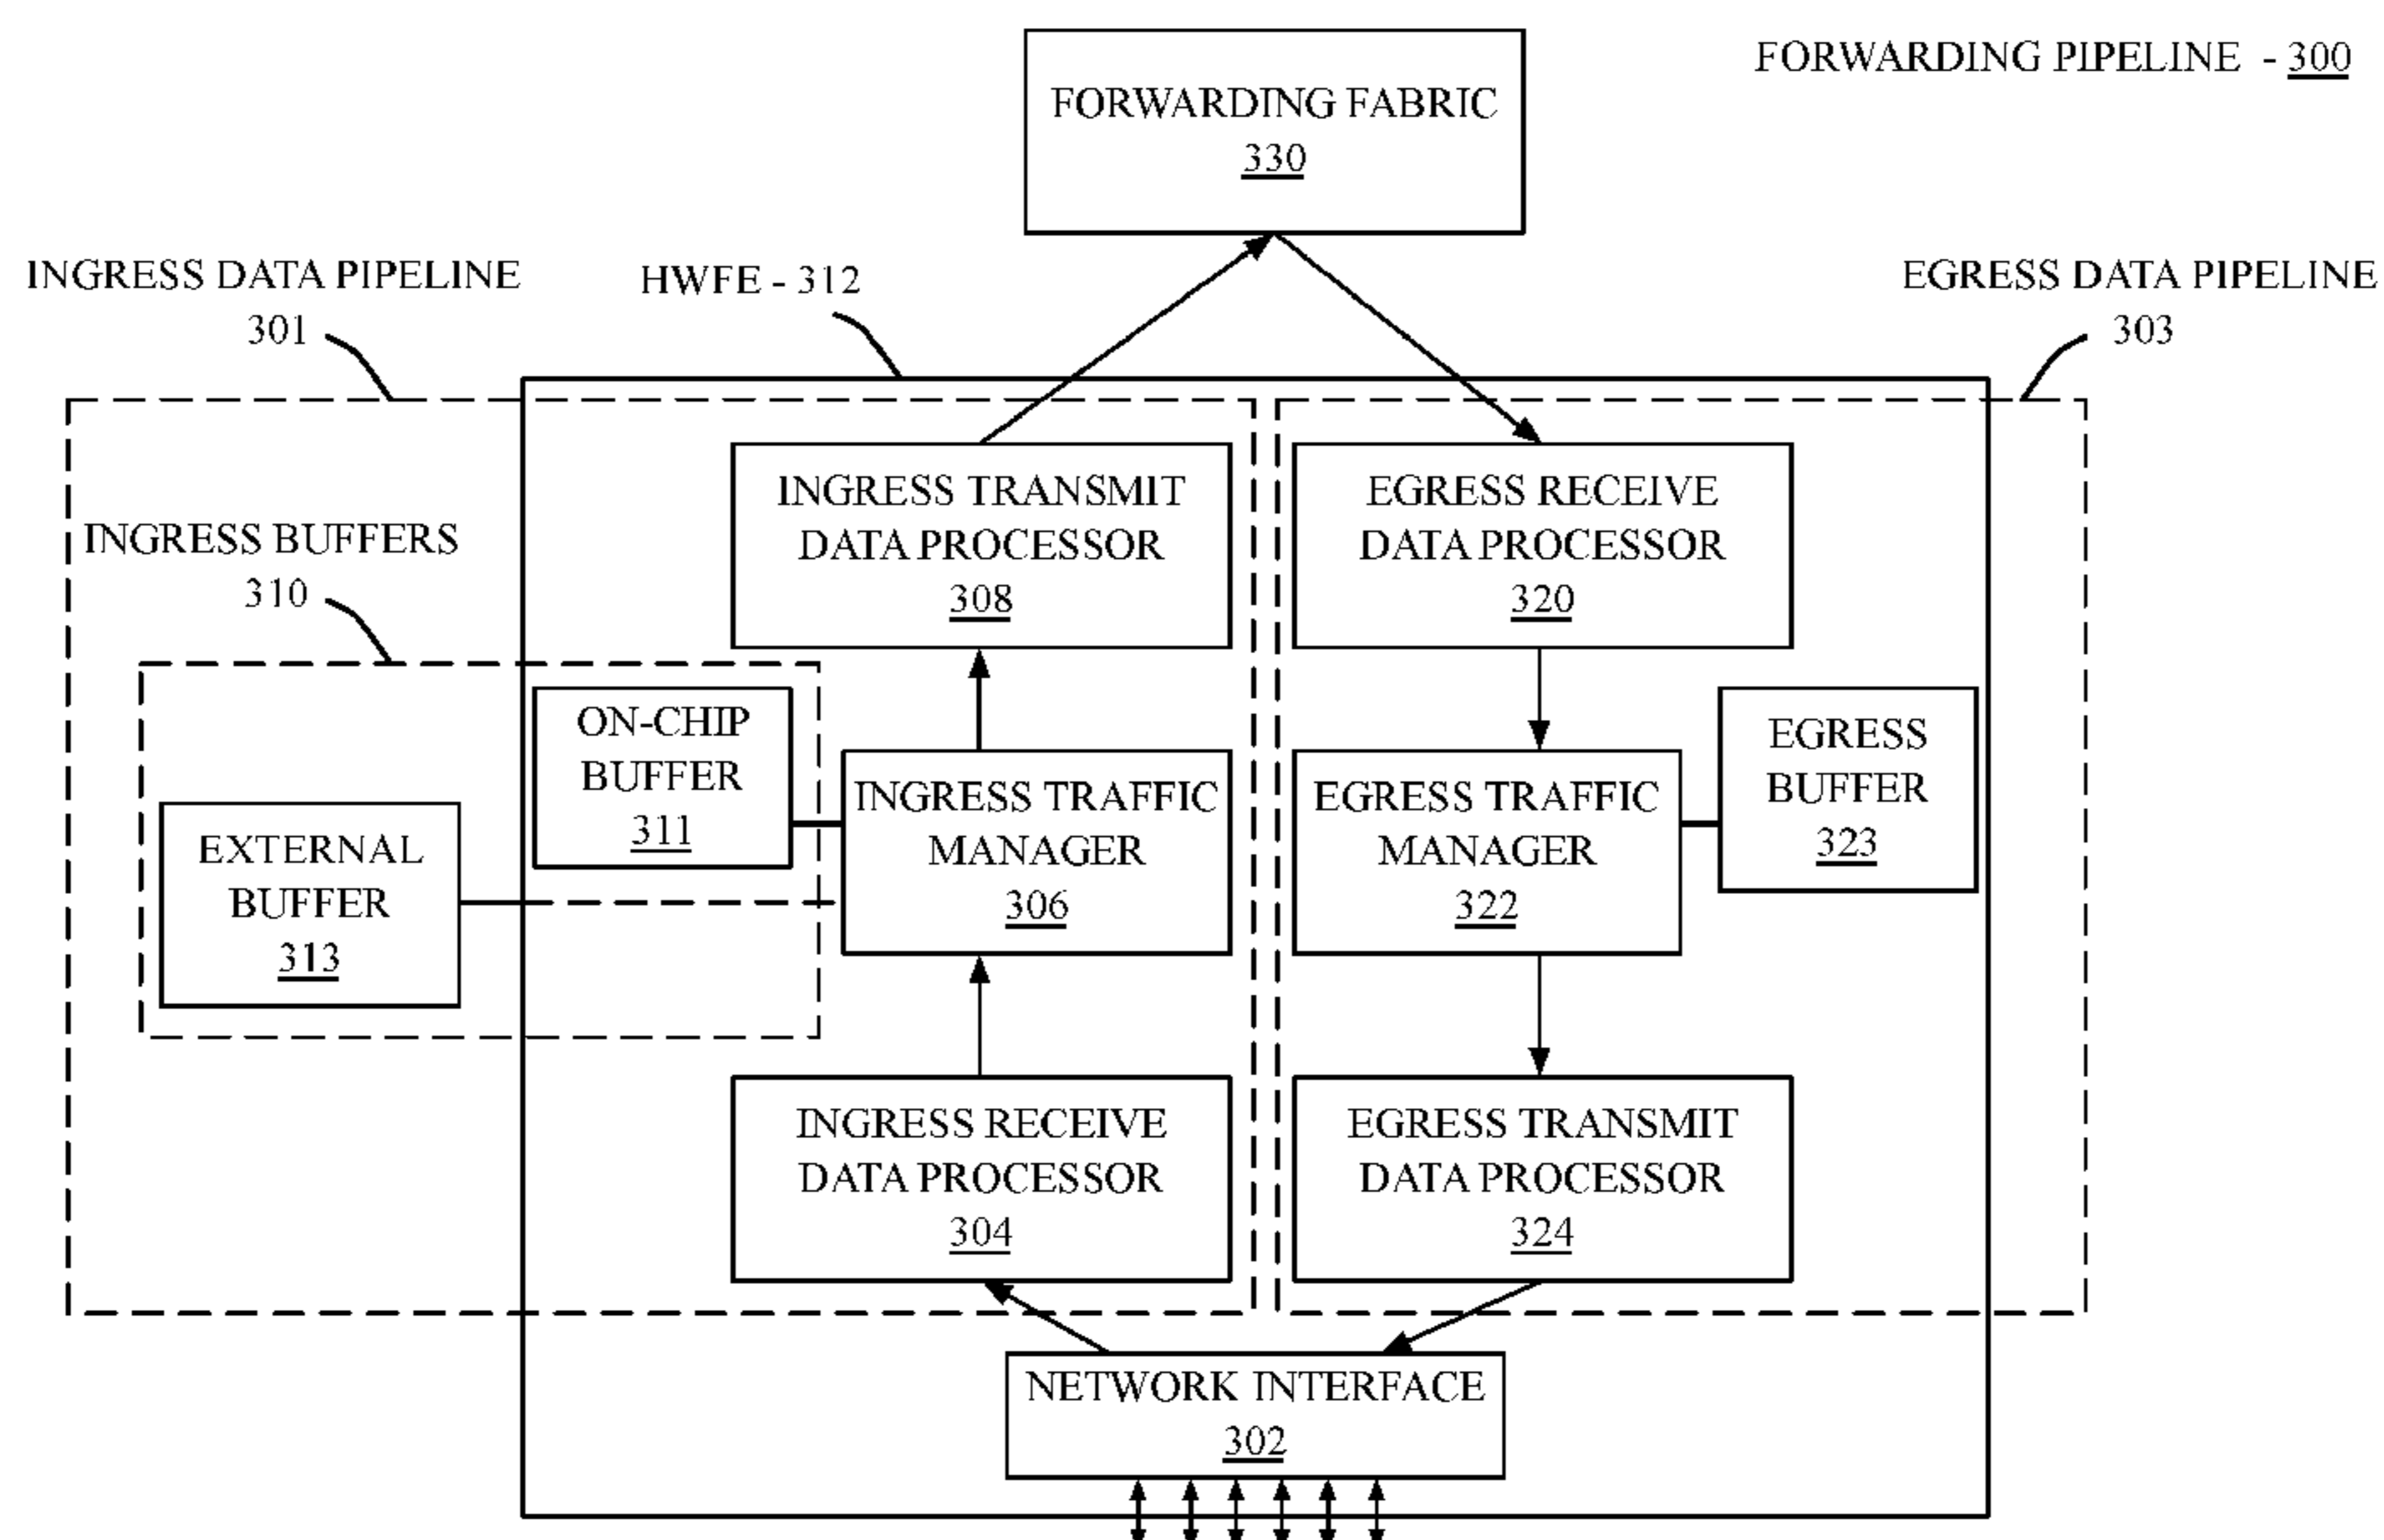 FORWARDING PIPELINE - 300
FORWARDING FABRIC
330
INGRESS DATA PIPELINE
301
HWFE - 312
EGRESS DATA PIPELINE
303
INGRESS TRANSMIT
DATA PROCESSOR
308
EGRESS RECEIVE
DATA PROCESSOR
320
INGRESS BUFFERS
310
ON-CHIP
BUFFER
311
EXTERNAL
BUFFER
313
INGRESS TRAFFIC
MANAGER
306
EGRESS TRAFFIC
MANAGER
322
EGRESS
BUFFER
323
INGRESS RECEIVE
DATA PROCESSOR
304
EGRESS TRANSMIT
DATA PROCESSOR
324
NETWORK INTERFACE
302